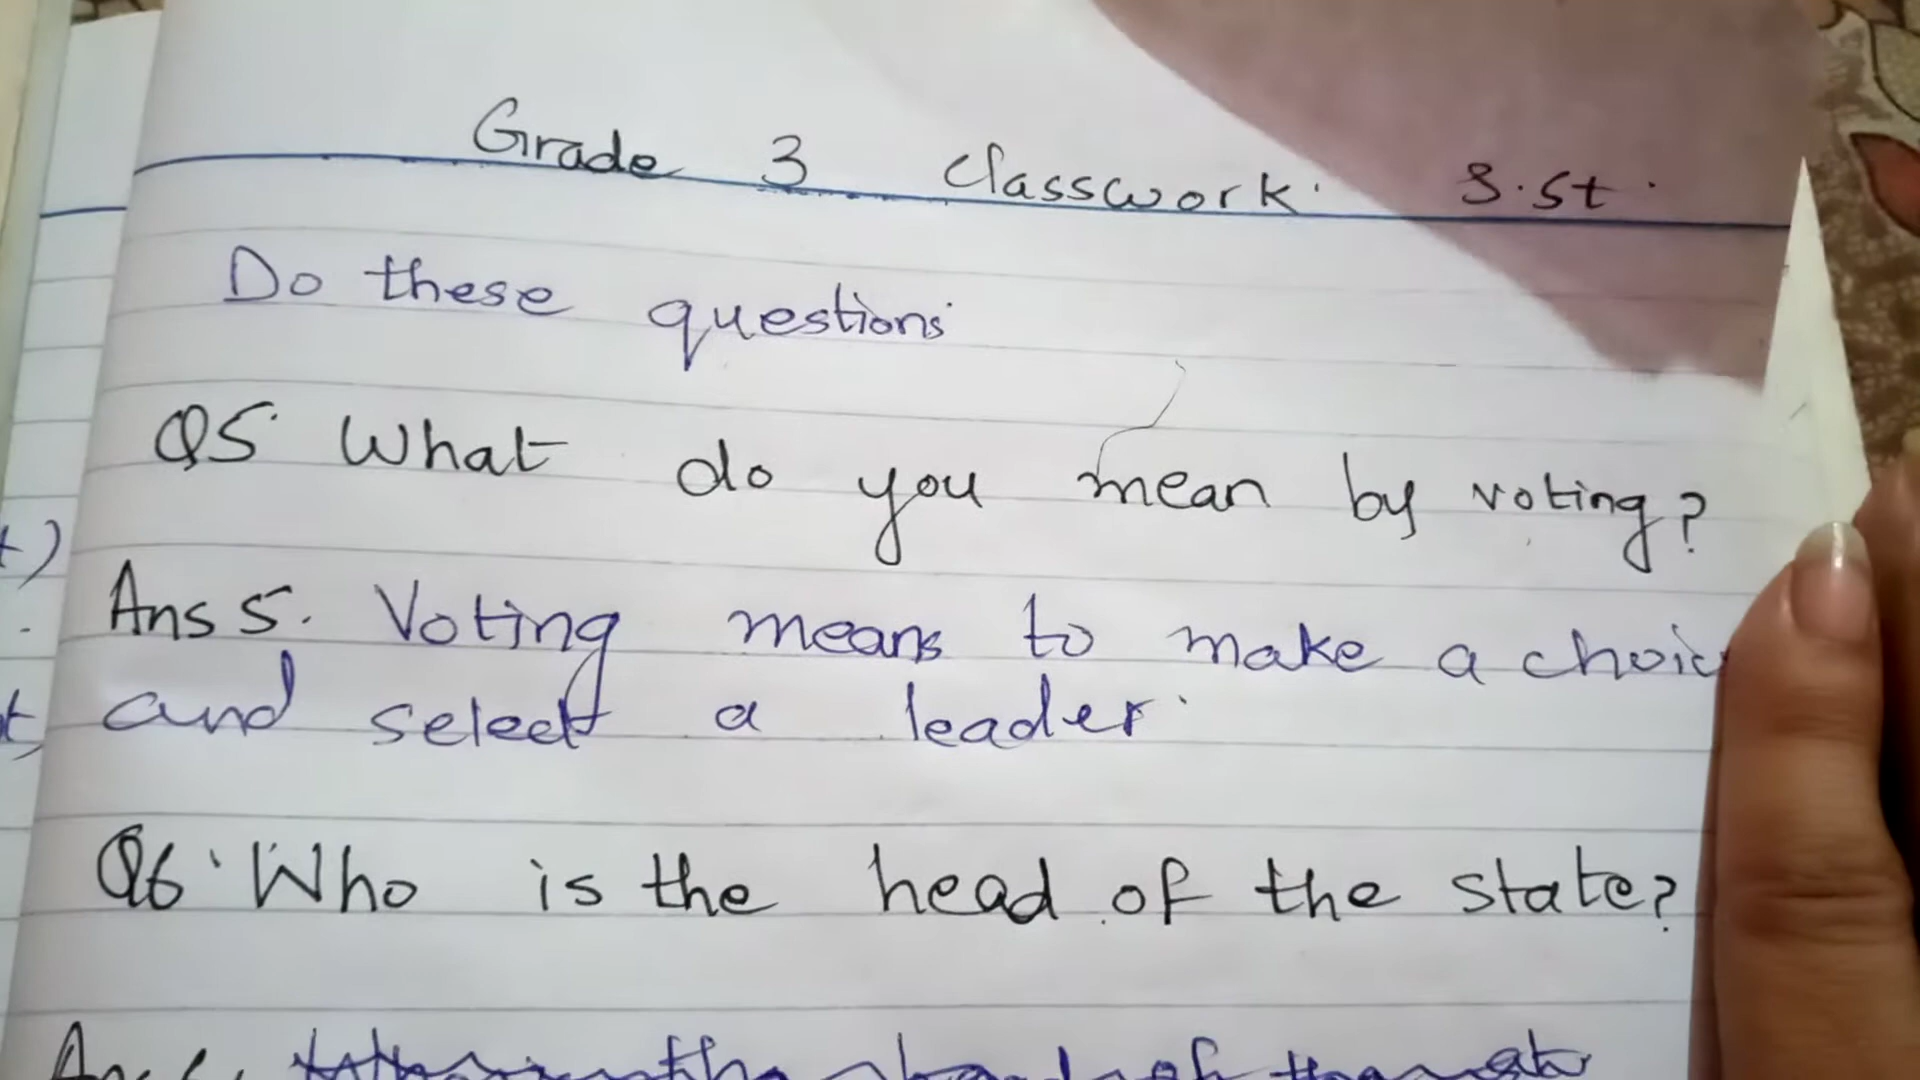 Grade 3 Classwork. S.St.
Do these questions
Q5. What do you mean by voting?
Ans 5. Voting means to make a choic
and select a leader.
Q6. Who is the head of the state?